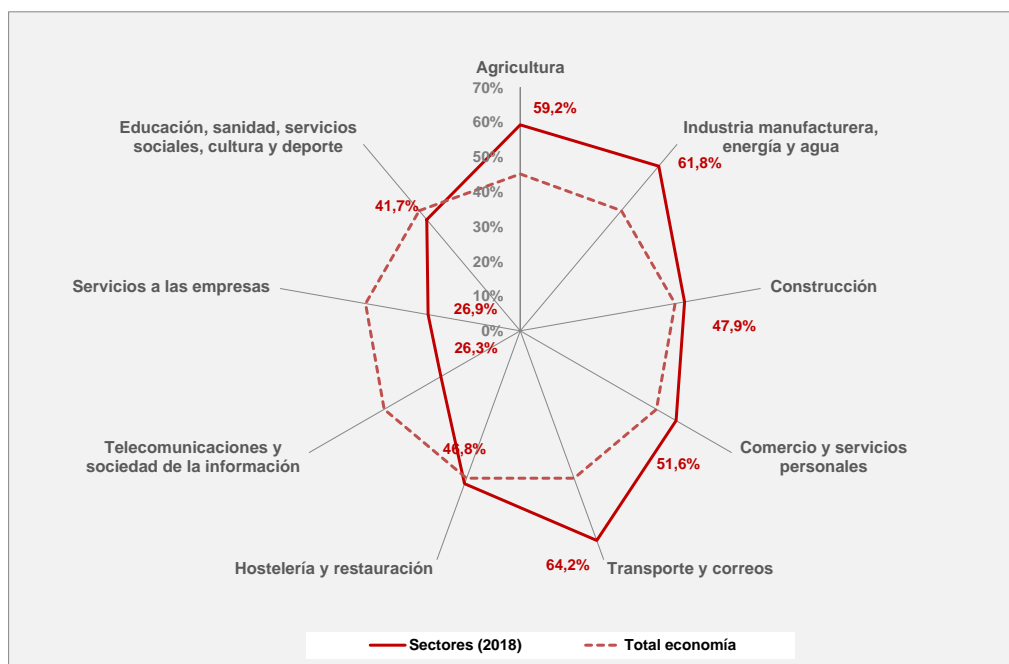 Agricultura
70%
60%
50%
40%
30%
20%
10%
0%
59,2%
Industria manufacturera,
energía y agua
61,8%
Construcción
47,9%
Comercio y servicios
personales
51,6%
Transporte y correos
64,2%
Hostelería y restauración
46,8%
Telecomunicaciones y
sociedad de la información
26,3%
Servicios a las empresas
26,9%
Educación, sanidad, servicios
sociales, cultura y deporte
41,7%
Sectores (2018)
Total economía